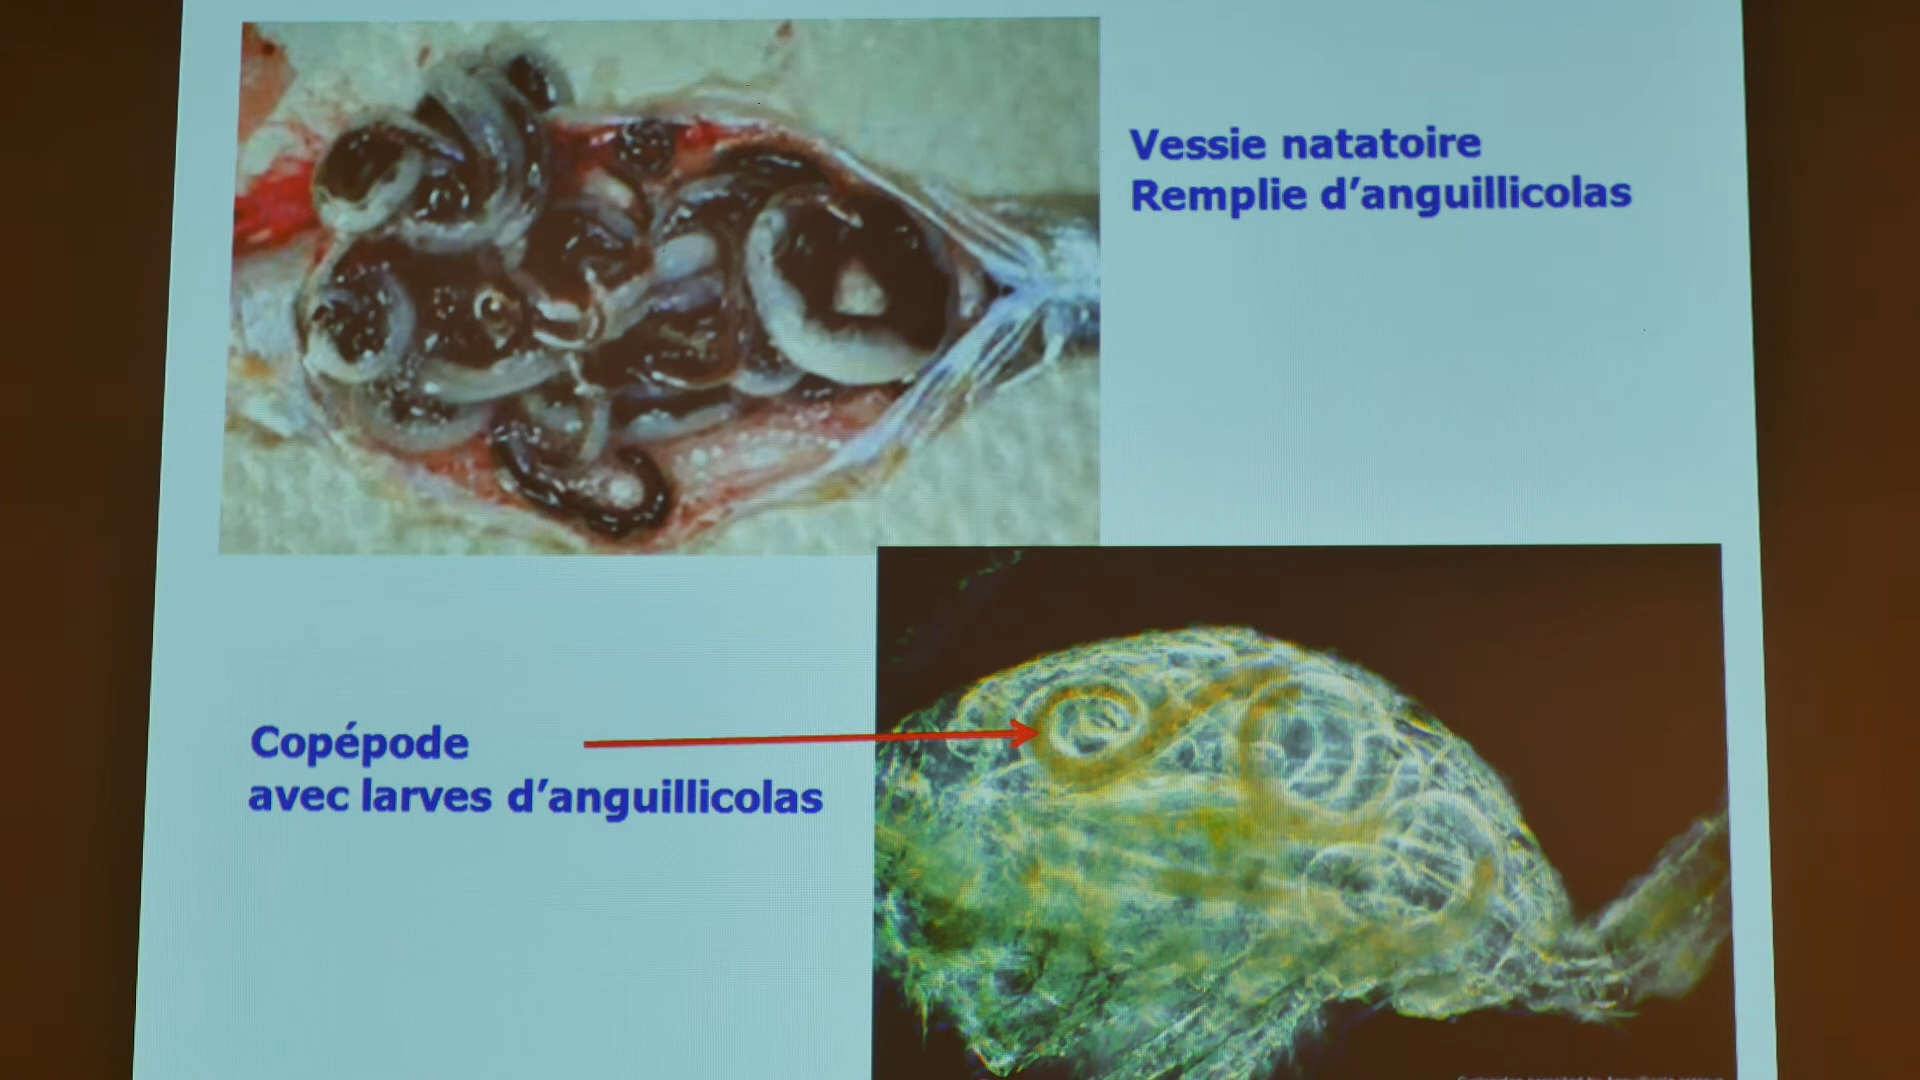 Vessie natatoire
Remplie d’anguillicolas
Copépode
avec larves d’anguillicolas